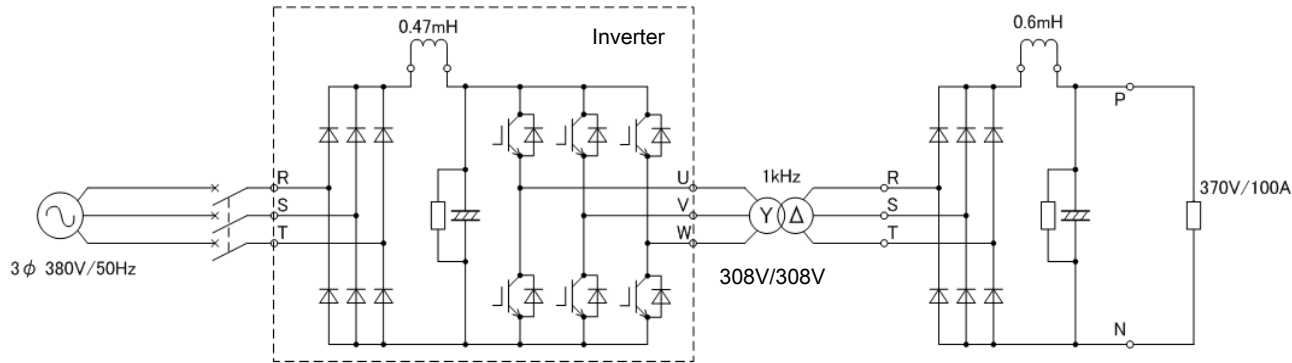 0.47mH
Inverter
0.6mH
P
R
U
1kHz
R
370V/100A
S
V
Y
Δ
S
T
W
T
3φ 380V/50Hz
308V/308V
N